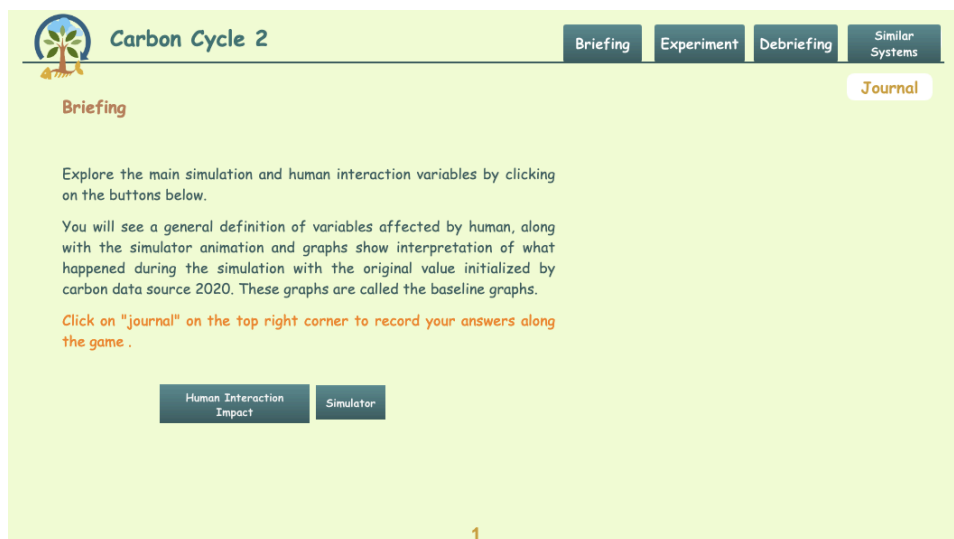 Carbon Cycle 2
Briefing
Experiment
Debriefing
Similar
Systems
Journal
Briefing
Explore the main simulation and human interaction variables by clicking
on the buttons below.
You will see a general definition of variables affected by human, along
with the simulator animation and graphs show interpretation of what
happened during the simulation with the original value initialized by
carbon data source 2020. These graphs are called the baseline graphs.
Click on "journal" on the top right corner to record your answers along
the game .
Human Interaction
Impact
Simulator
1